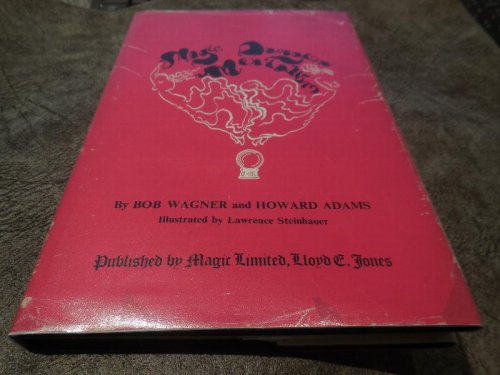 By BOB WAGNER and HOWARD ADAMS
Illustrated by Lawrence Steinhauer
Published by Magic Limited, Lloyd E. Jones